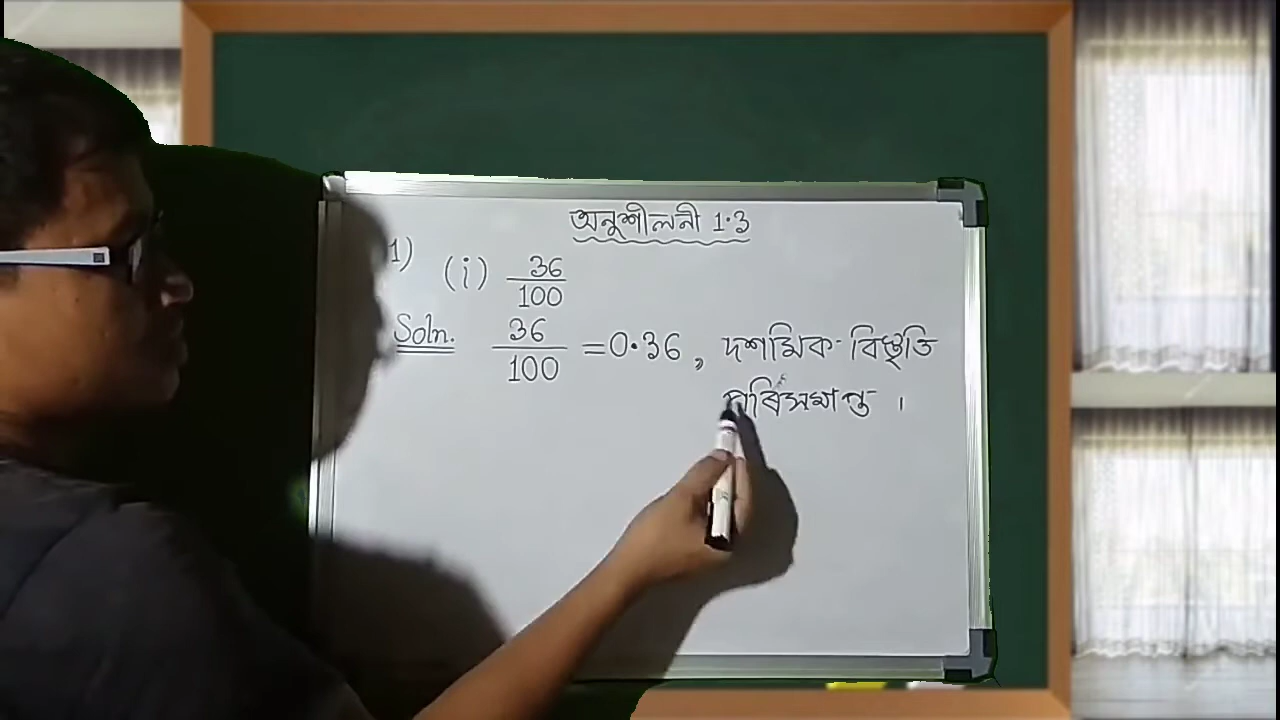 অনুশীলনী 1.3
1) (i) 36/100
Soln. 36/100 = 0.36, দশমিক বিস্তৃতি
পৰিসমাপ্ত ।